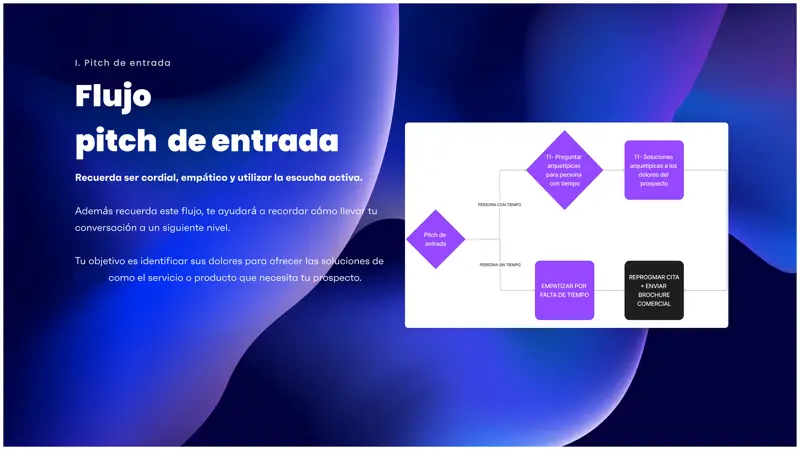 I. Pitch de entrada
Flujo
pitch de entrada
Recuerda ser cordial, empático y utilizar la escucha activa.
Además recuerda este flujo, te ayudará a recordar cómo llevar tu
conversación a un siguiente nivel.
Tu objetivo es identificar sus dolores para ofrecer las soluciones de
como el servicio o producto que necesita tu prospecto.
Pitch de
entrada
PERSONA CON TIEMPO
11- Preguntar
arquetípicas
para persona
con tiempo
11- Soluciones
arquetípicas a los
dolores del
prospecto
PERSONA SIN TIEMPO
EMPATIZAR POR
FALTA DE TIEMPO
REPROGMAR CITA
+ ENVIAR
BROCHURE
COMERCIAL